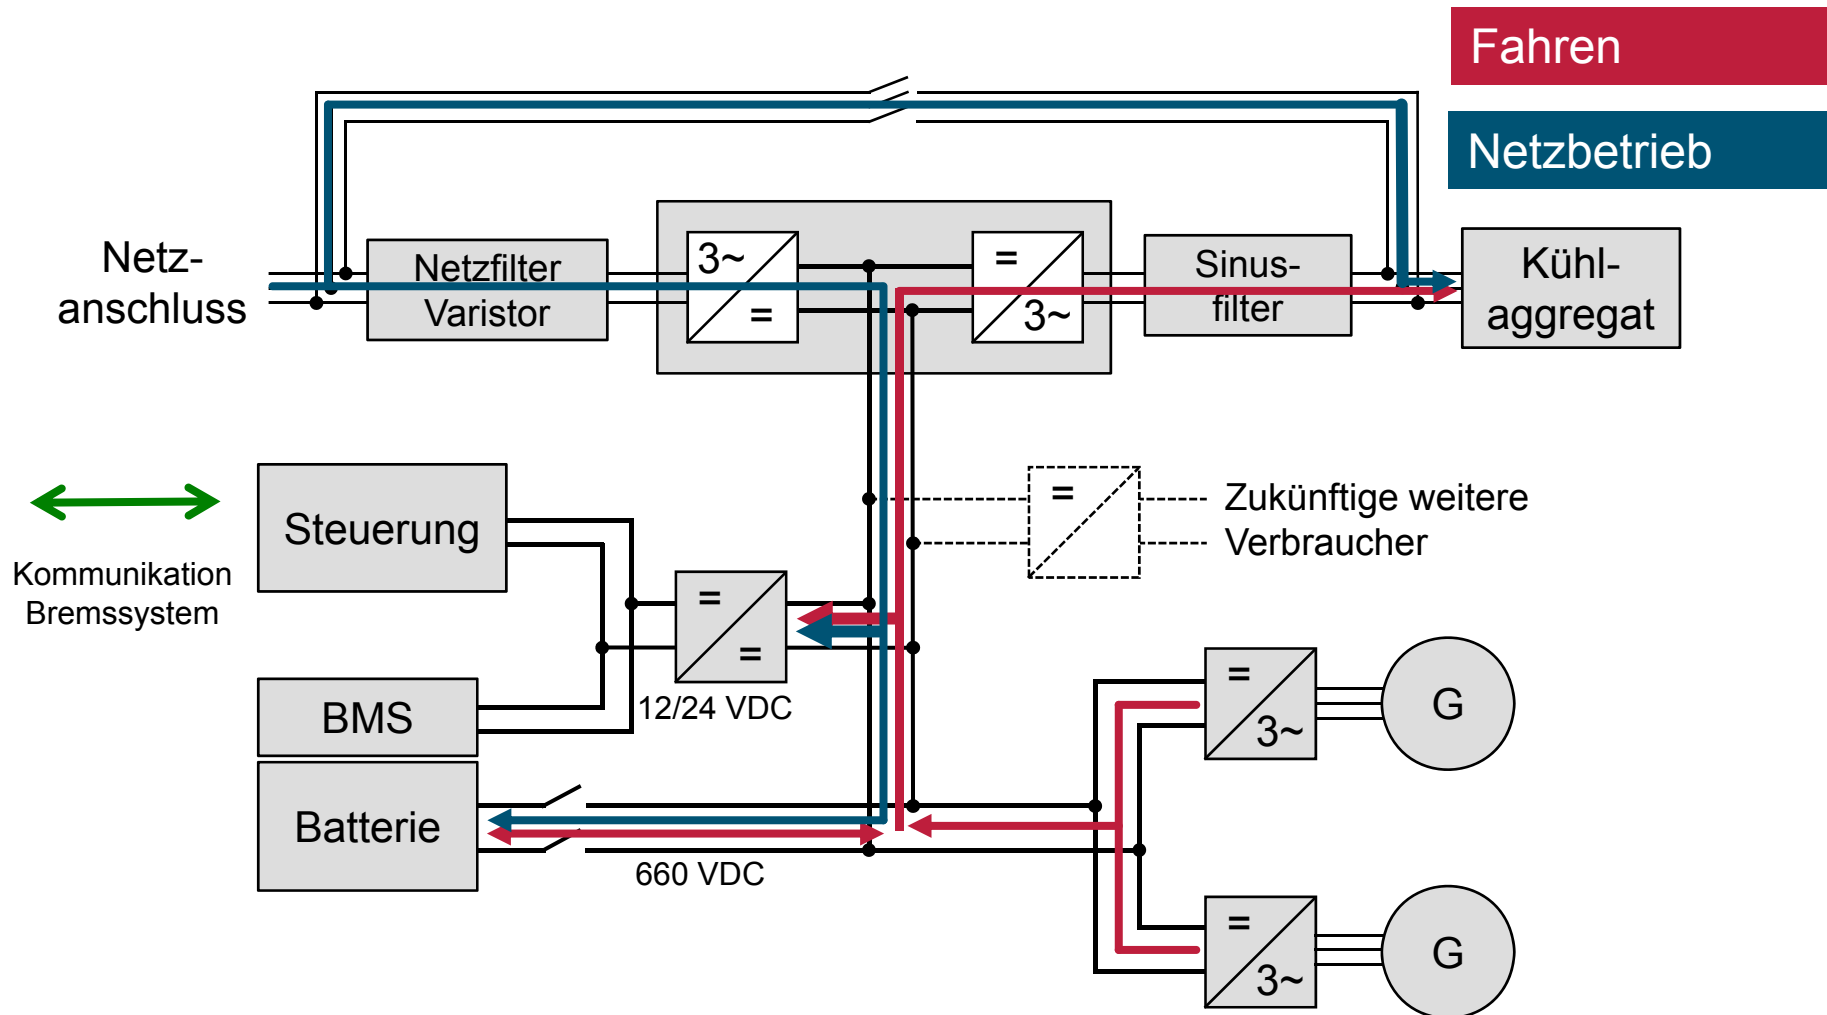 Fahren
Netzbetrieb
Netz-
anschluss
Netzfilter
Varistor
3~
=
=
3~
Sinus-
filter
Kühl-
aggregat
Steuerung
Kommunikation
Bremssystem
=
Zukünftige weitere
Verbraucher
=
=
12/24 VDC
BMS
Batterie
660 VDC
=
3~
G
=
3~
G